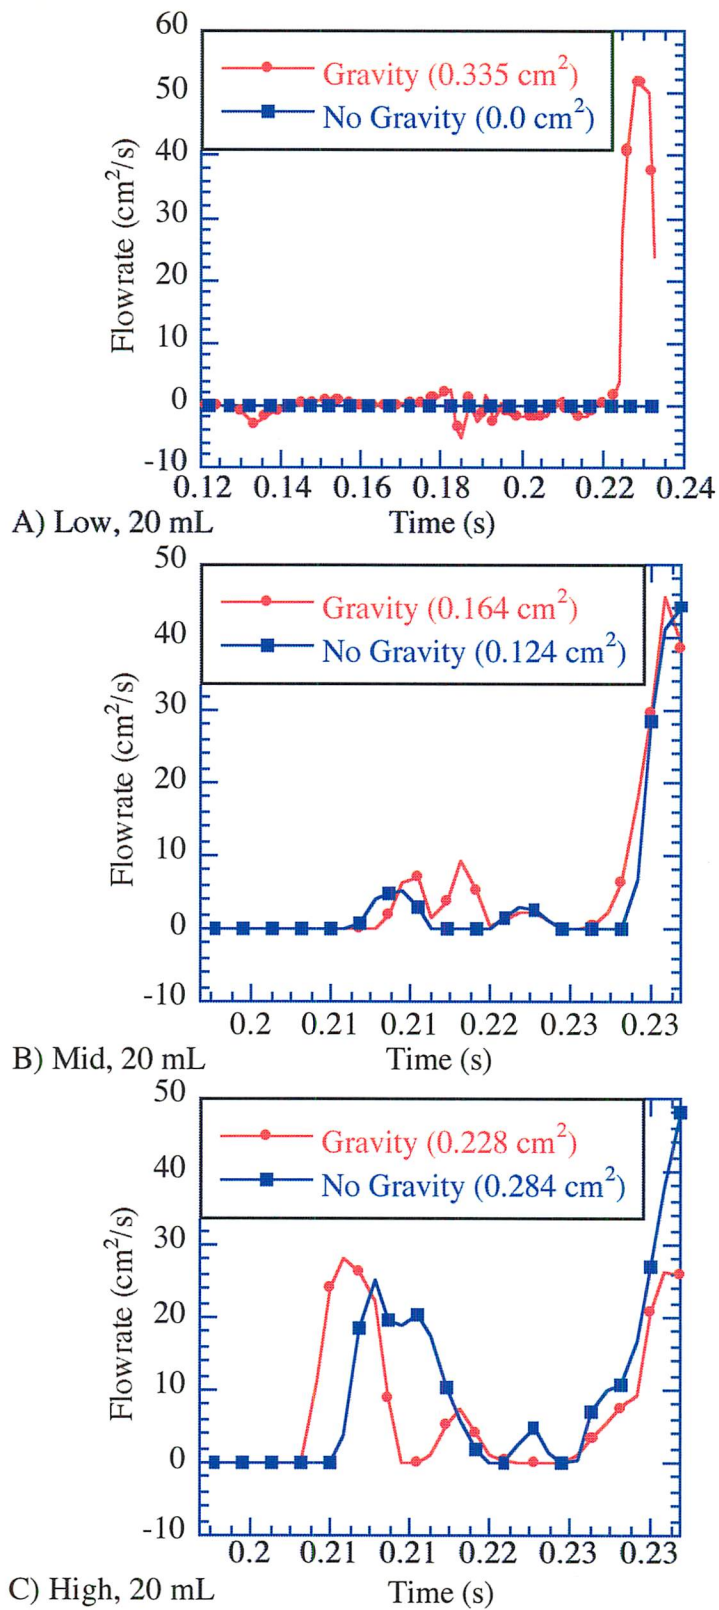 60
50
40
30
20
10
0
-10
Flowrate (cm²/s)
Gravity (0.335 cm²)
No Gravity (0.0 cm²)
0.12 0.14 0.16 0.18 0.2 0.22 0.24
A) Low, 20 mL Time (s)
50
40
30
20
10
0
-10
Flowrate (cm²/s)
Gravity (0.164 cm²)
No Gravity (0.124 cm²)
0.2 0.21 0.21 0.22 0.23 0.23
B) Mid, 20 mL Time (s)
50
40
30
20
10
0
-10
Flowrate (cm²/s)
Gravity (0.228 cm²)
No Gravity (0.284 cm²)
0.2 0.21 0.21 0.22 0.23 0.23
C) High, 20 mL Time (s)